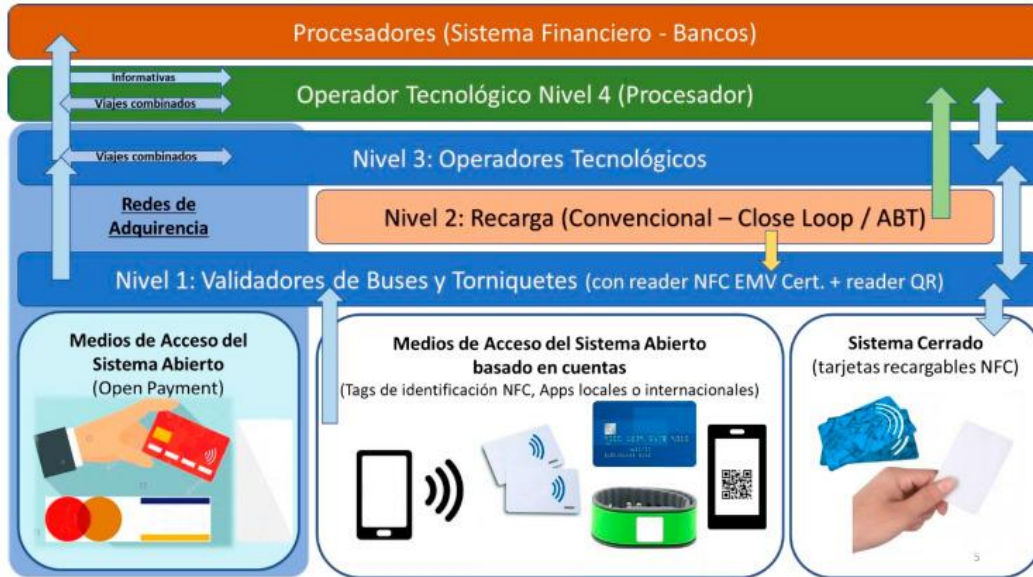 Procesadores (Sistema Financiero - Bancos)
Informativas
Operador Tecnológico Nivel 4 (Procesador)
Viajes combinados
Viajes combinados
Nivel 3: Operadores Tecnológicos
Redes de
Adquirencia
Nivel 2: Recarga (Convencional – Close Loop / ABT)
Nivel 1: Validadores de Buses y Torniquetes (con reader NFC EMV Cert. + reader QR)
Medios de Acceso del
Sistema Abierto
(Open Payment)
Medios de Acceso del Sistema Abierto
basado en cuentas
(Tags de identificación NFC, Apps locales o internacionales)
Sistema Cerrado
(tarjetas recargables NFC)
5